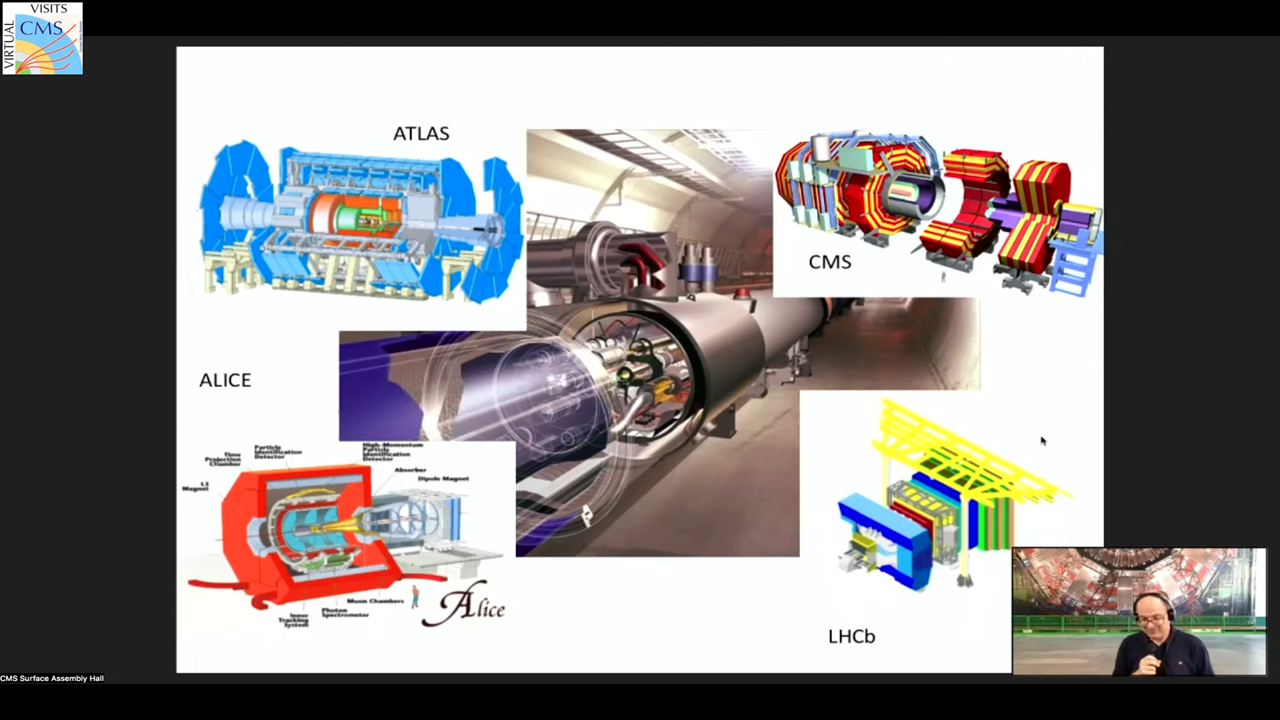 VISITS
CMS
VIRTUAL
ATLAS
CMS
ALICE
LHCb
Time
Projection
Chamber
Particle
Identification
Detector
High-Momentum
Particle
Identification
Detector
L3
Magnet
Absorber
Dipole Magnet
Muon Chambers
Photon
Spectrometer
Inner
Tracking
System
Alice
CMS Surface Assembly Hall